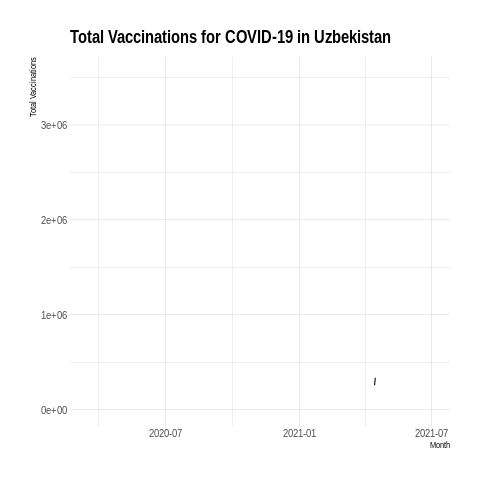 Total Vaccinations for COVID-19 in Uzbekistan
Total Vaccinations
3e+06
2e+06
1e+06
0e+00
2020-07 2021-01 2021-07
Month